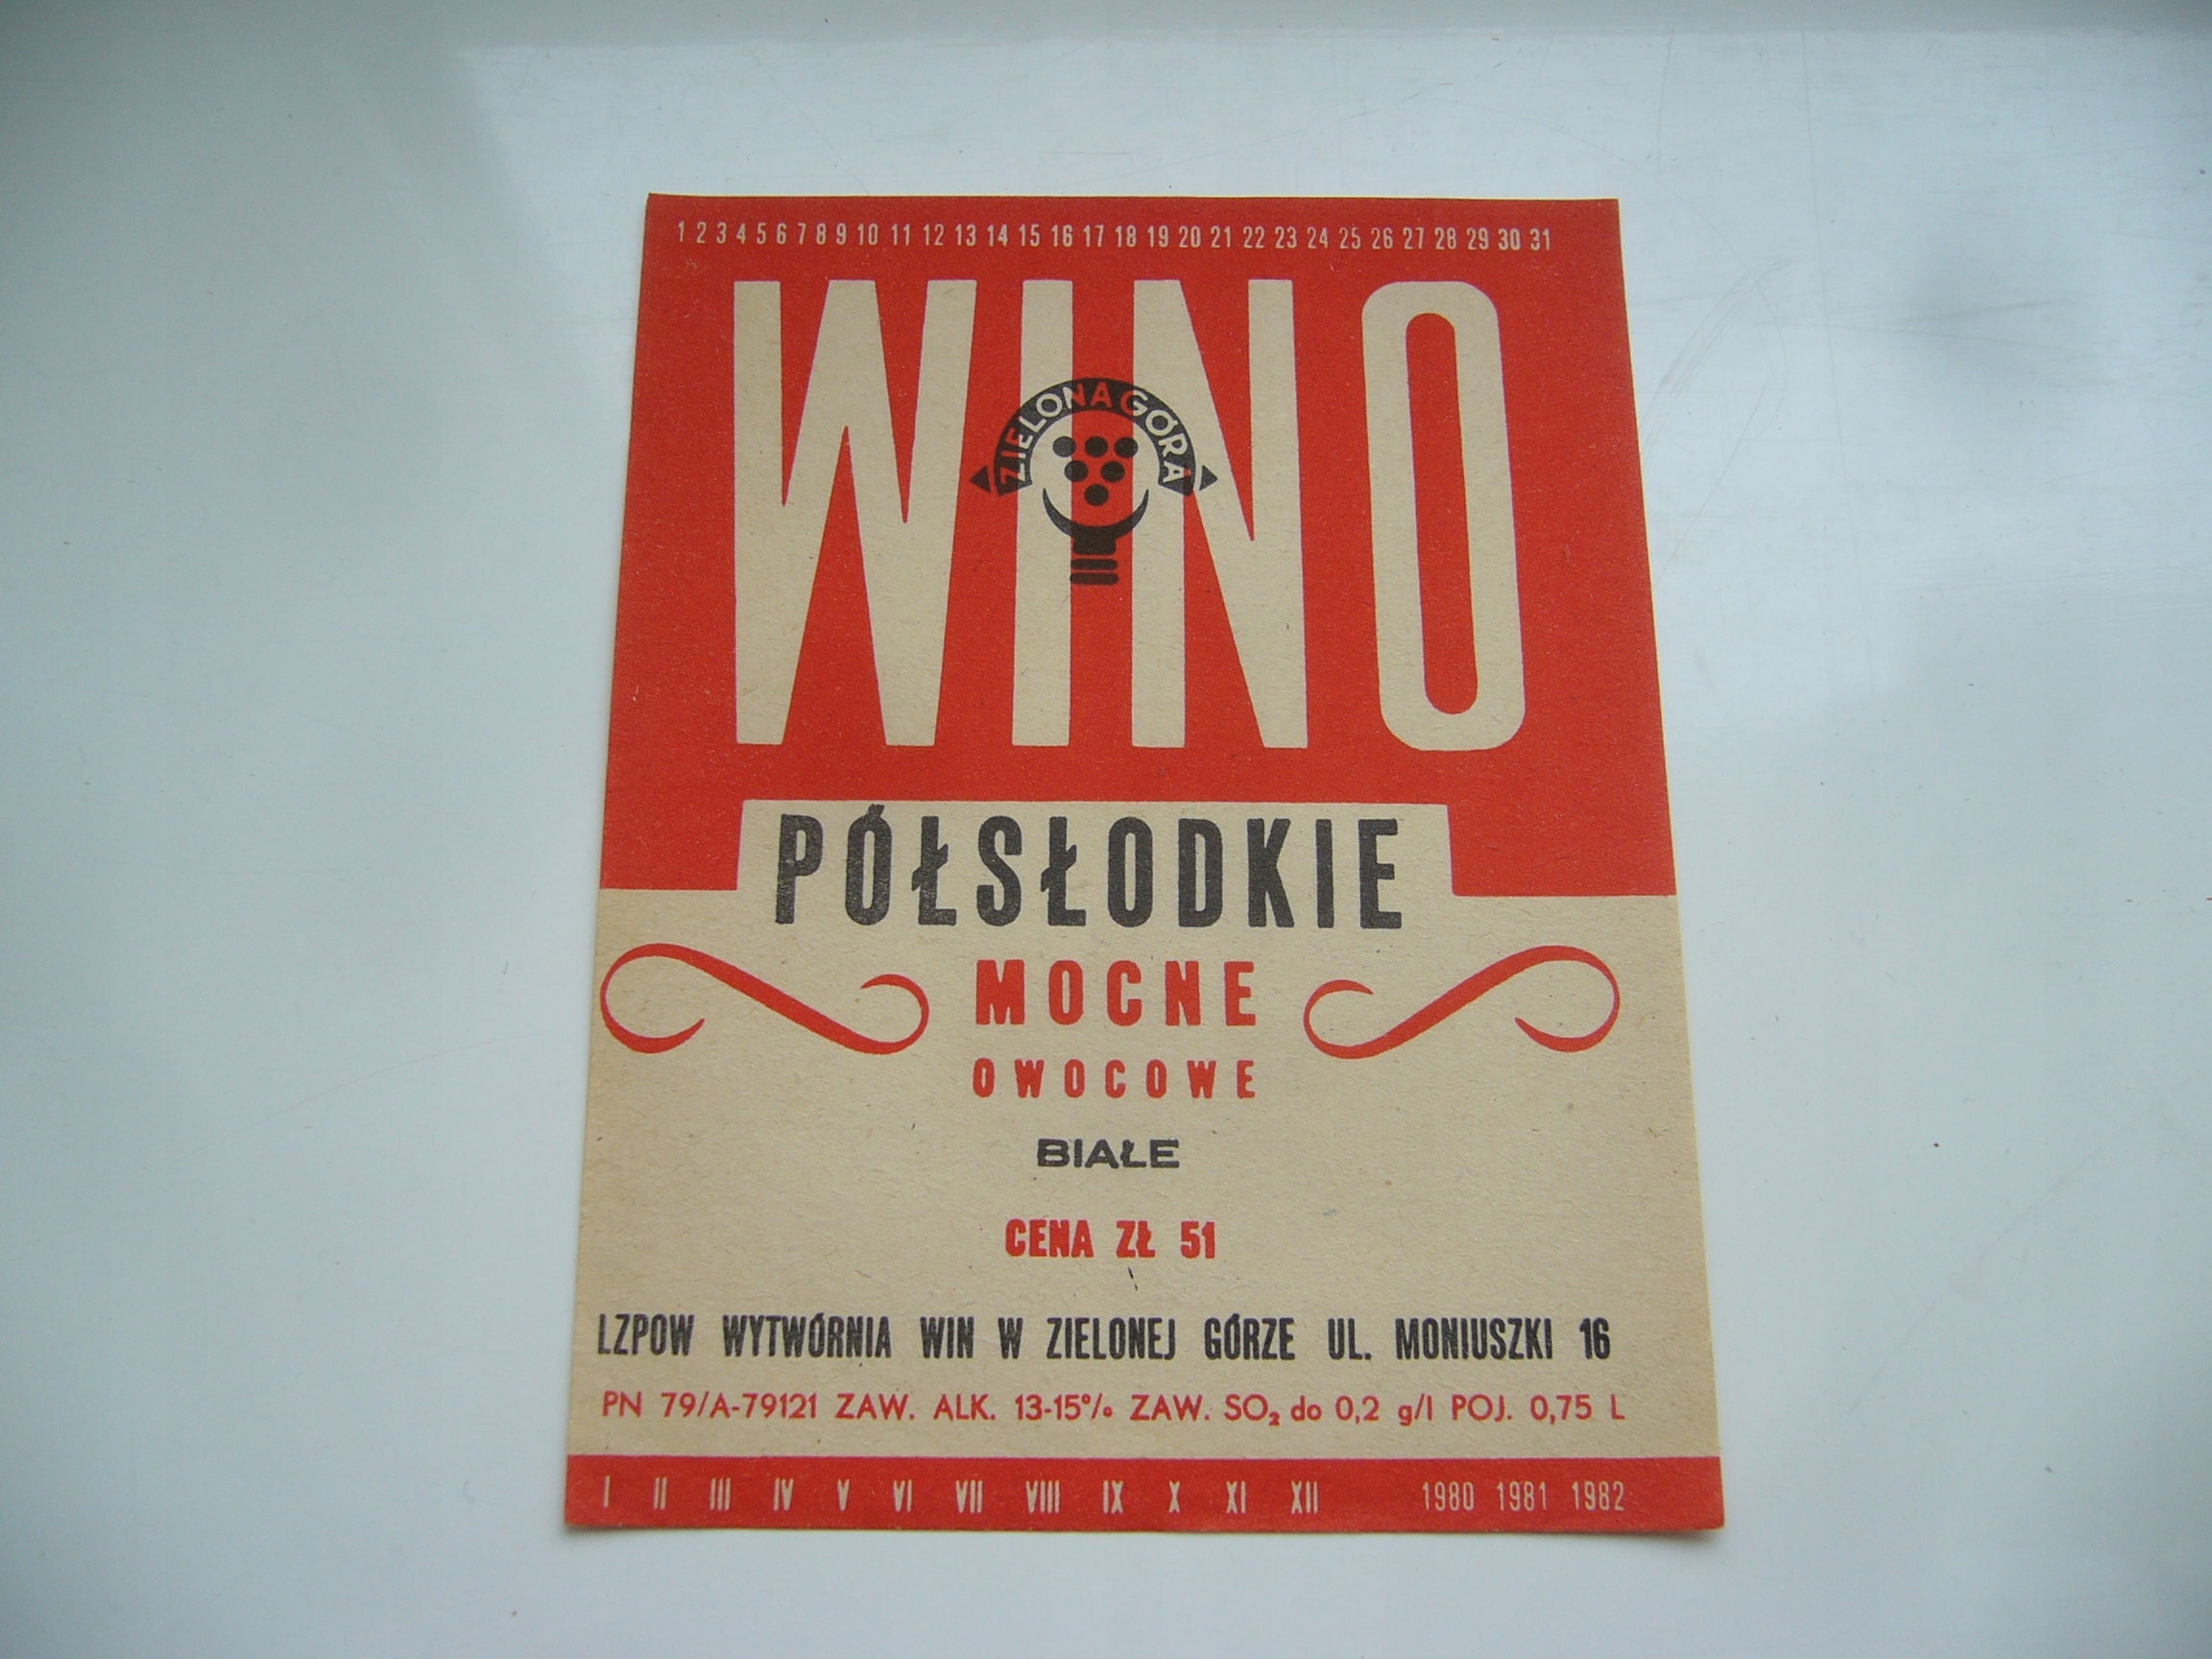 1 2 3 4 5 6 7 8 9 10 11 12 13 14 15 16 17 18 19 20 21 22 23 24 25 26 27 28 29 30 31
WINO
ZIELONA GÓRA
PÓŁSŁODKIE
MOCNE
OWOCOWE
BIAŁE
CENA ZŁ 51
LZPOW WYTWÓRNIA WIN W ZIELONEJ GÓRZE UL. MONIUSZKI 16
PN 79/A-79121 ZAW. ALK. 13-15% ZAW. SO₂ do 0,2 g/l POJ. 0,75 L
I II III IV V VI VII VIII IX X XI XII 1980 1981 1982